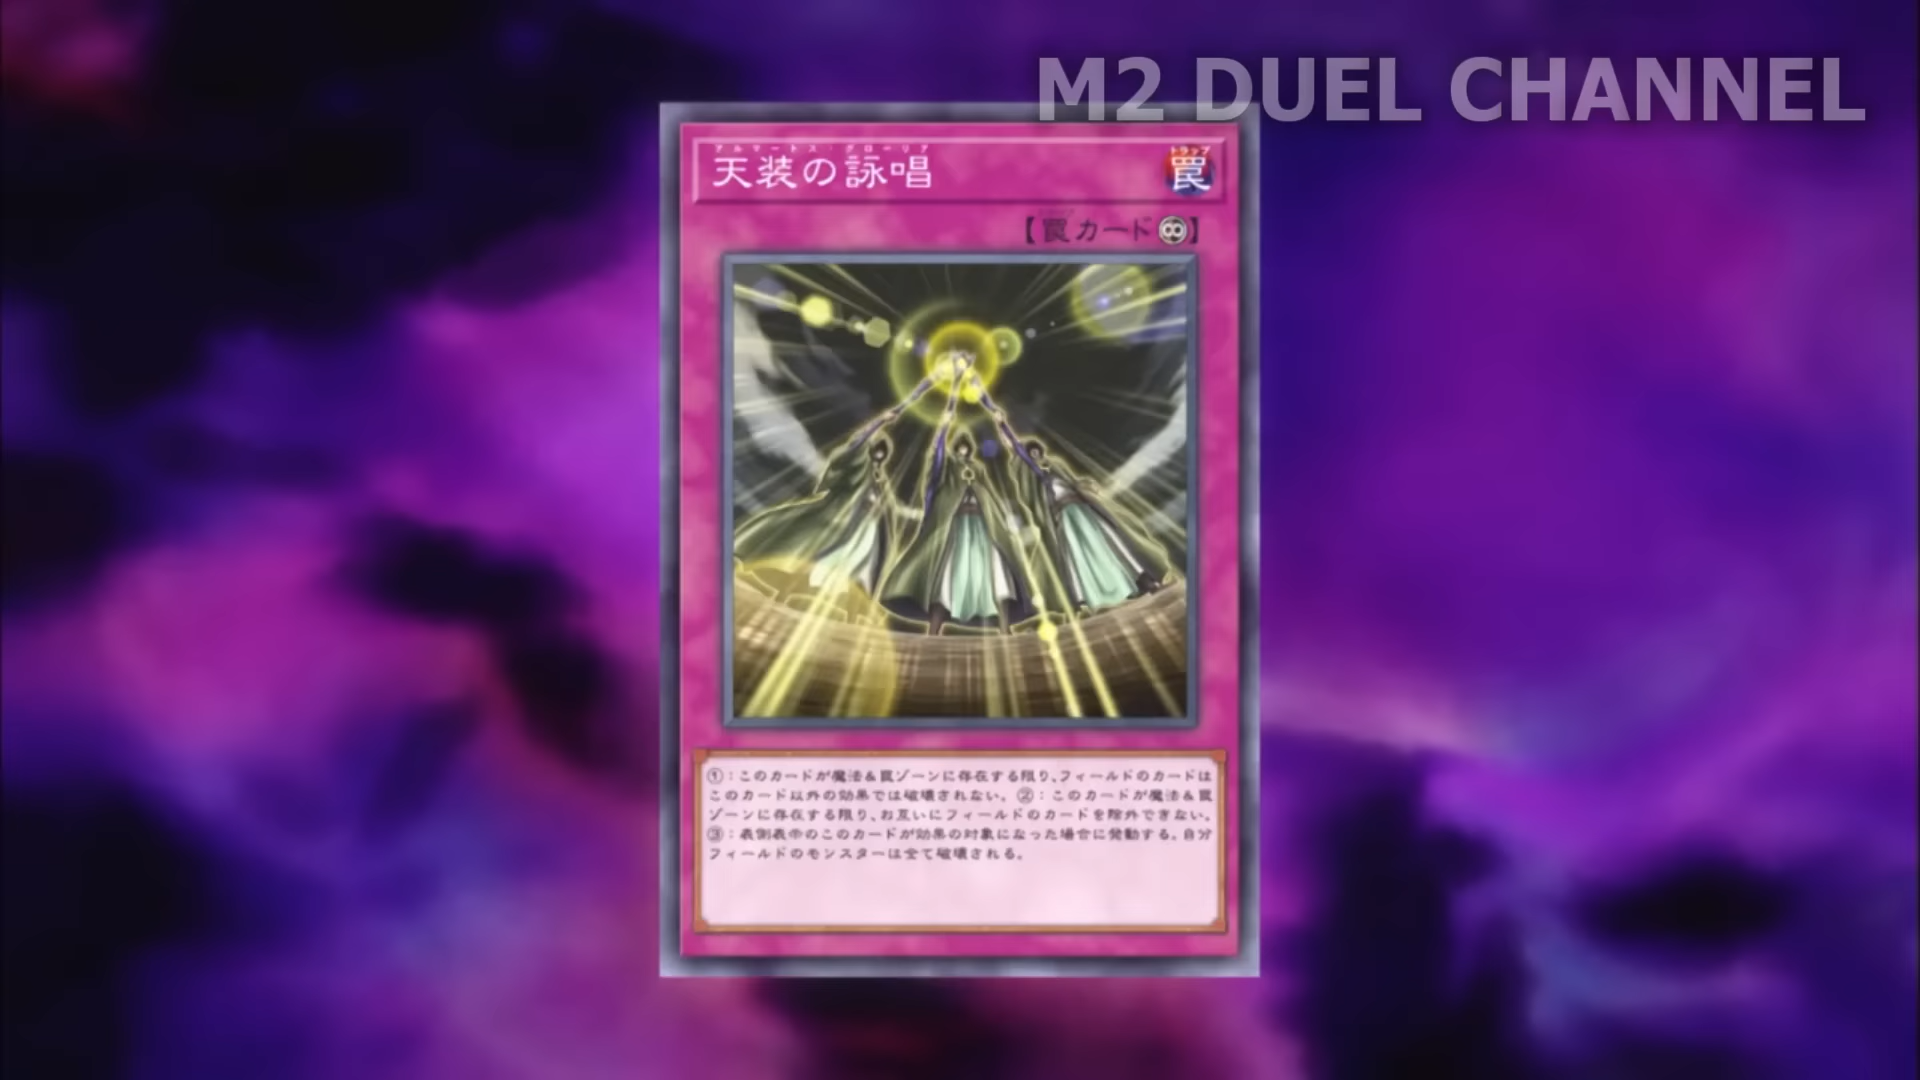 M2 DUEL CHANNEL
アルマートス・グローリア
天装の詠唱
トラップ
罠
【罠カード♾】
①：このカードが魔法＆罠ゾーンに存在する限り、フィールドのカードは
このカード以外の効果では破壊されない。②：このカードが魔法＆罠
ゾーンに存在する限り、お互いにフィールドのカードを除外できない。
③：表側表示のこのカードが効果の対象になった場合に発動する。自分
フィールドのモンスターは全て破壊される。